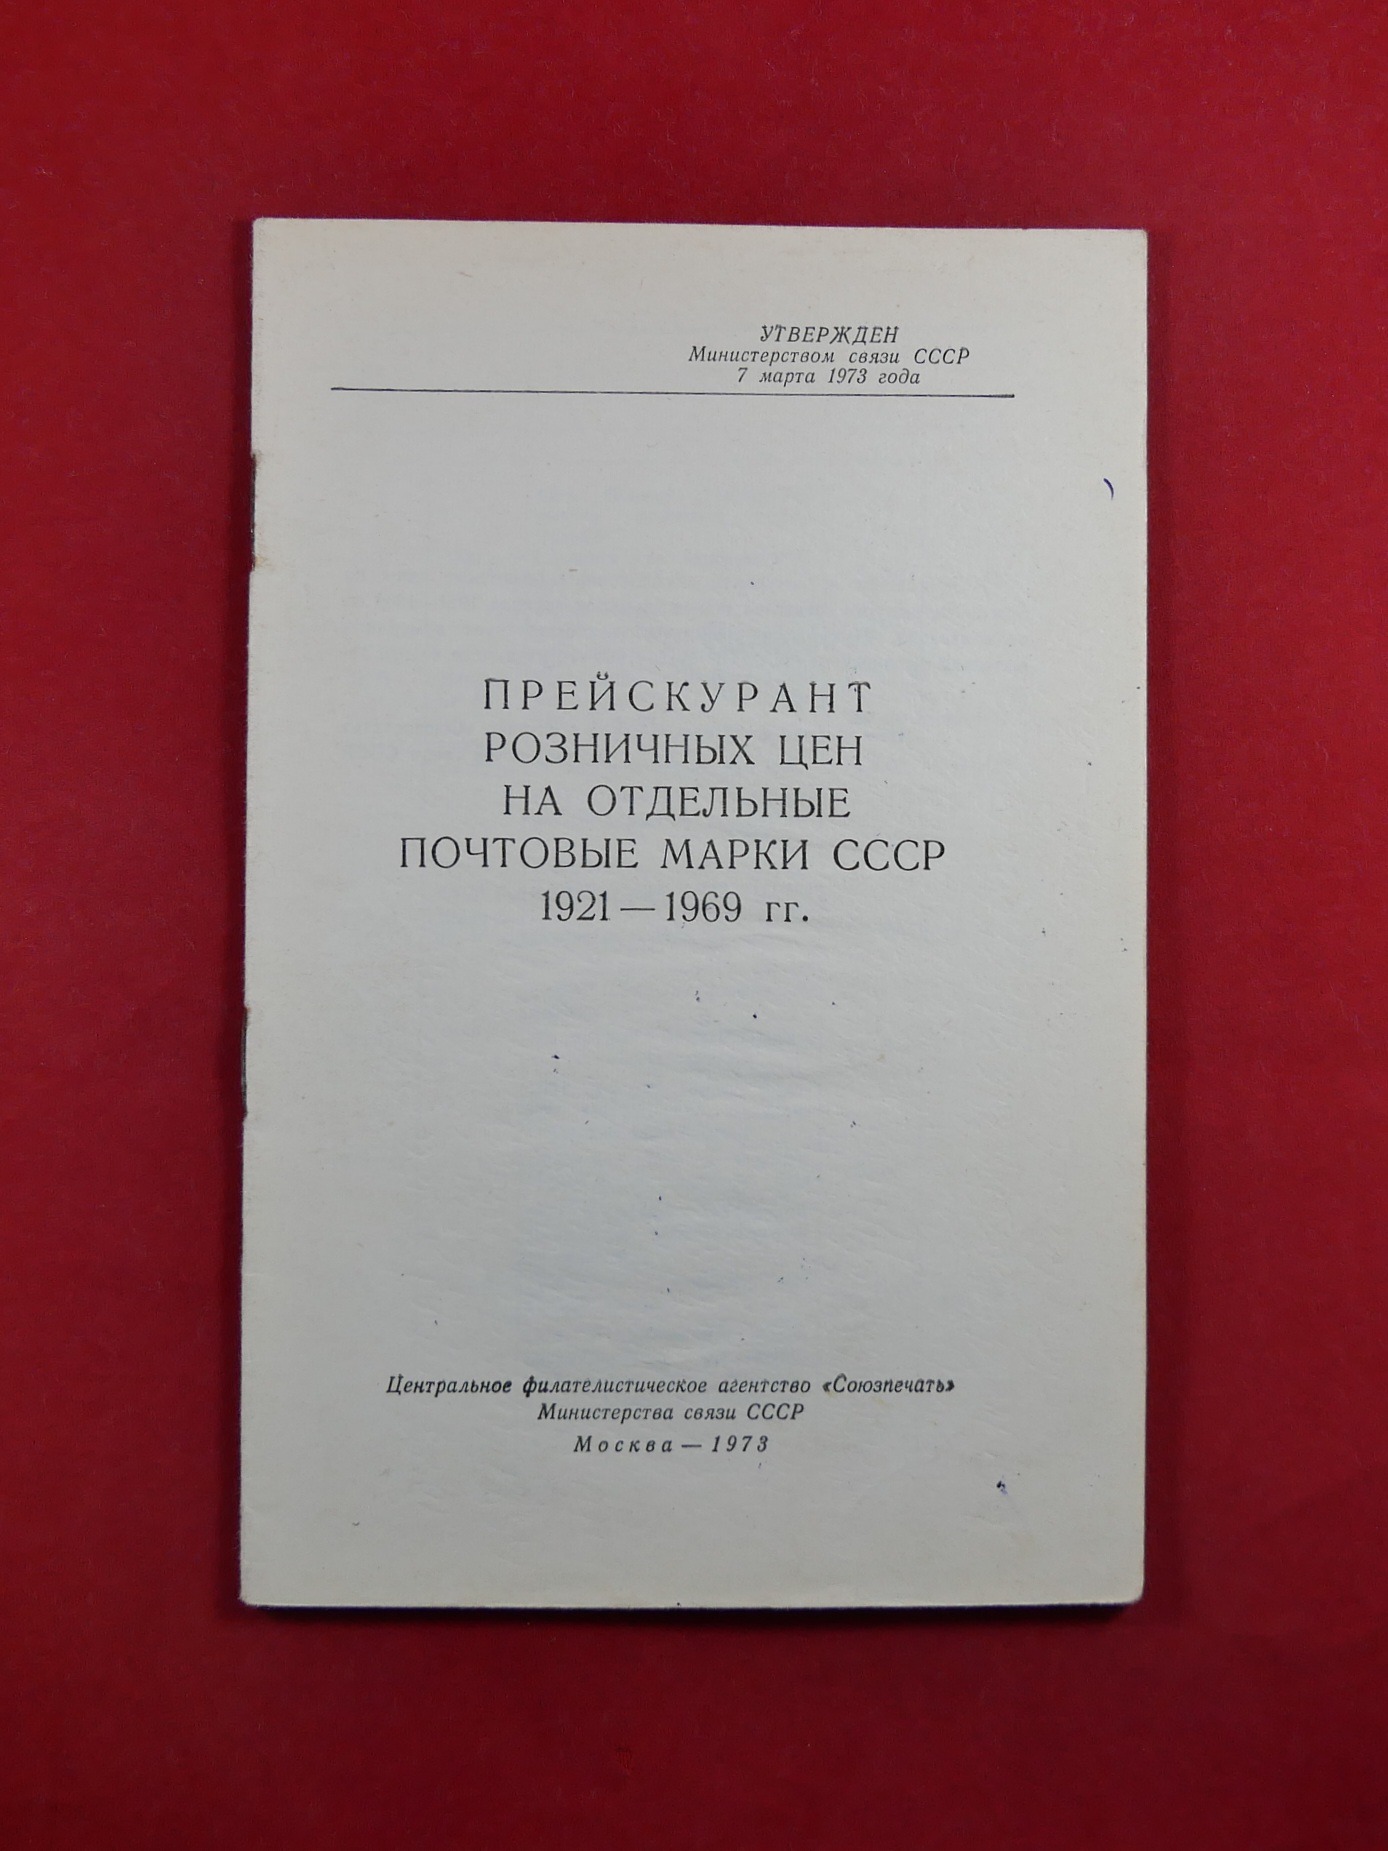 УТВЕРЖДЕН
Министерством связи СССР
7 марта 1973 года
ПРЕЙСКУРАНТ
РОЗНИЧНЫХ ЦЕН
НА ОТДЕЛЬНЫЕ
ПОЧТОВЫЕ МАРКИ СССР
1921 — 1969 гг.
Центральное филателистическое агентство «Союзпечать»
Министерства связи СССР
Москва — 1973